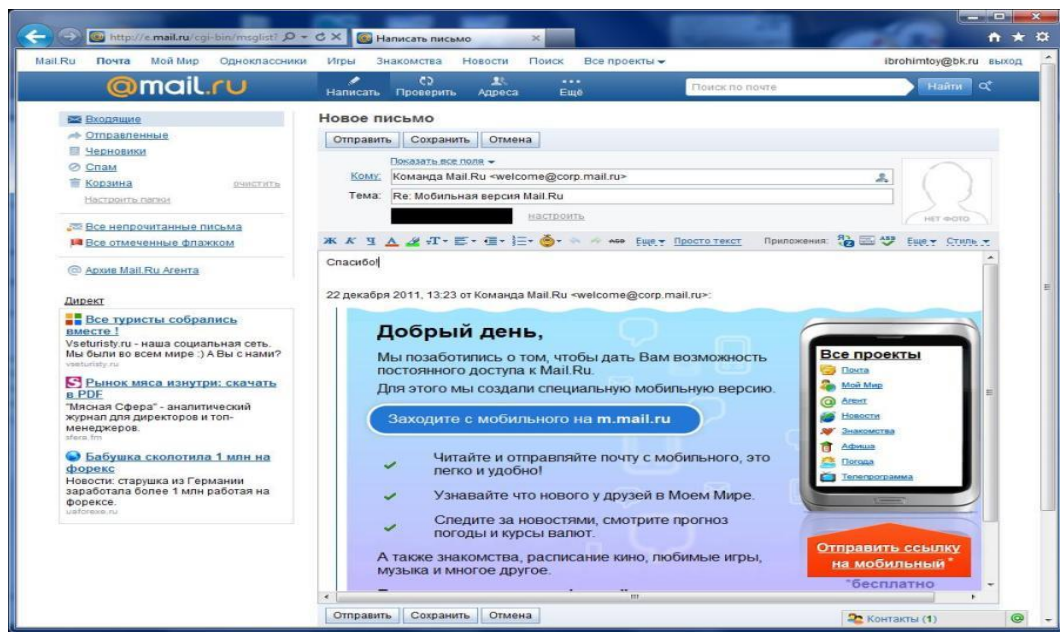 http://e.mail.ru/cgi-bin/msglist?
Написать письмо
Mail.Ru Почта Мой Мир Одноклассники Игры Знакомства Новости Поиск Все проекты
ibrohimtoy@bk.ru выход
@mail.ru
Написать Проверить Адреса Ещё
Поиск по почте
Найти
Входящие
Отправленные
Черновики
Спам
Корзина очистить
Настроить папки
Все непрочитанные письма
Все отмеченные флажком
Архив Mail.Ru Агента
Директ
Все туристы собрались
вместе !
Vseturisty.ru - наша социальная сеть.
Мы были во всем мире :) А Вы с нами?
vseturisty.ru
Рынок мяса изнутри: скачать
в PDF
"Мясная Сфера" - аналитический
журнал для директоров и топ-
менеджеров.
sfera.fm
Бабушка сколотила 1 млн на
форекс
Новости: старушка из Германии
заработала более 1 млн работая на
форексе.
Новое письмо
Отправить Сохранить Отмена
Показать все поля
Кому: Команда Mail.Ru <welcome@corp.mail.ru>
Тема: Re: Мобильная версия Mail.Ru
настроить
НЕТ ФОТО
Ж К Ч А Т Еще Просто текст Приложения: Еще Стиль
Спасибо!
22 декабря 2011, 13:23 от Команда Mail.Ru <welcome@corp.mail.ru>:
Добрый день,
Мы позаботились о том, чтобы дать Вам возможность
постоянного доступа к Mail.Ru.
Для этого мы создали специальную мобильную версию.
Заходите с мобильного на m.mail.ru
Читайте и отправляйте почту с мобильного, это
легко и удобно!
Узнавайте что нового у друзей в Моем Мире.
Следите за новостями, смотрите прогноз
погоды и курсы валют.
А также знакомства, расписание кино, любимые игры,
музыка и многое другое.
Все проекты
Почта
Мой Мир
Агент
Новости
Знакомства
Афиша
Погода
Телепрограмма
Отправить ссылку
на мобильный *
*бесплатно
Отправить Сохранить Отмена
Контакты (1)